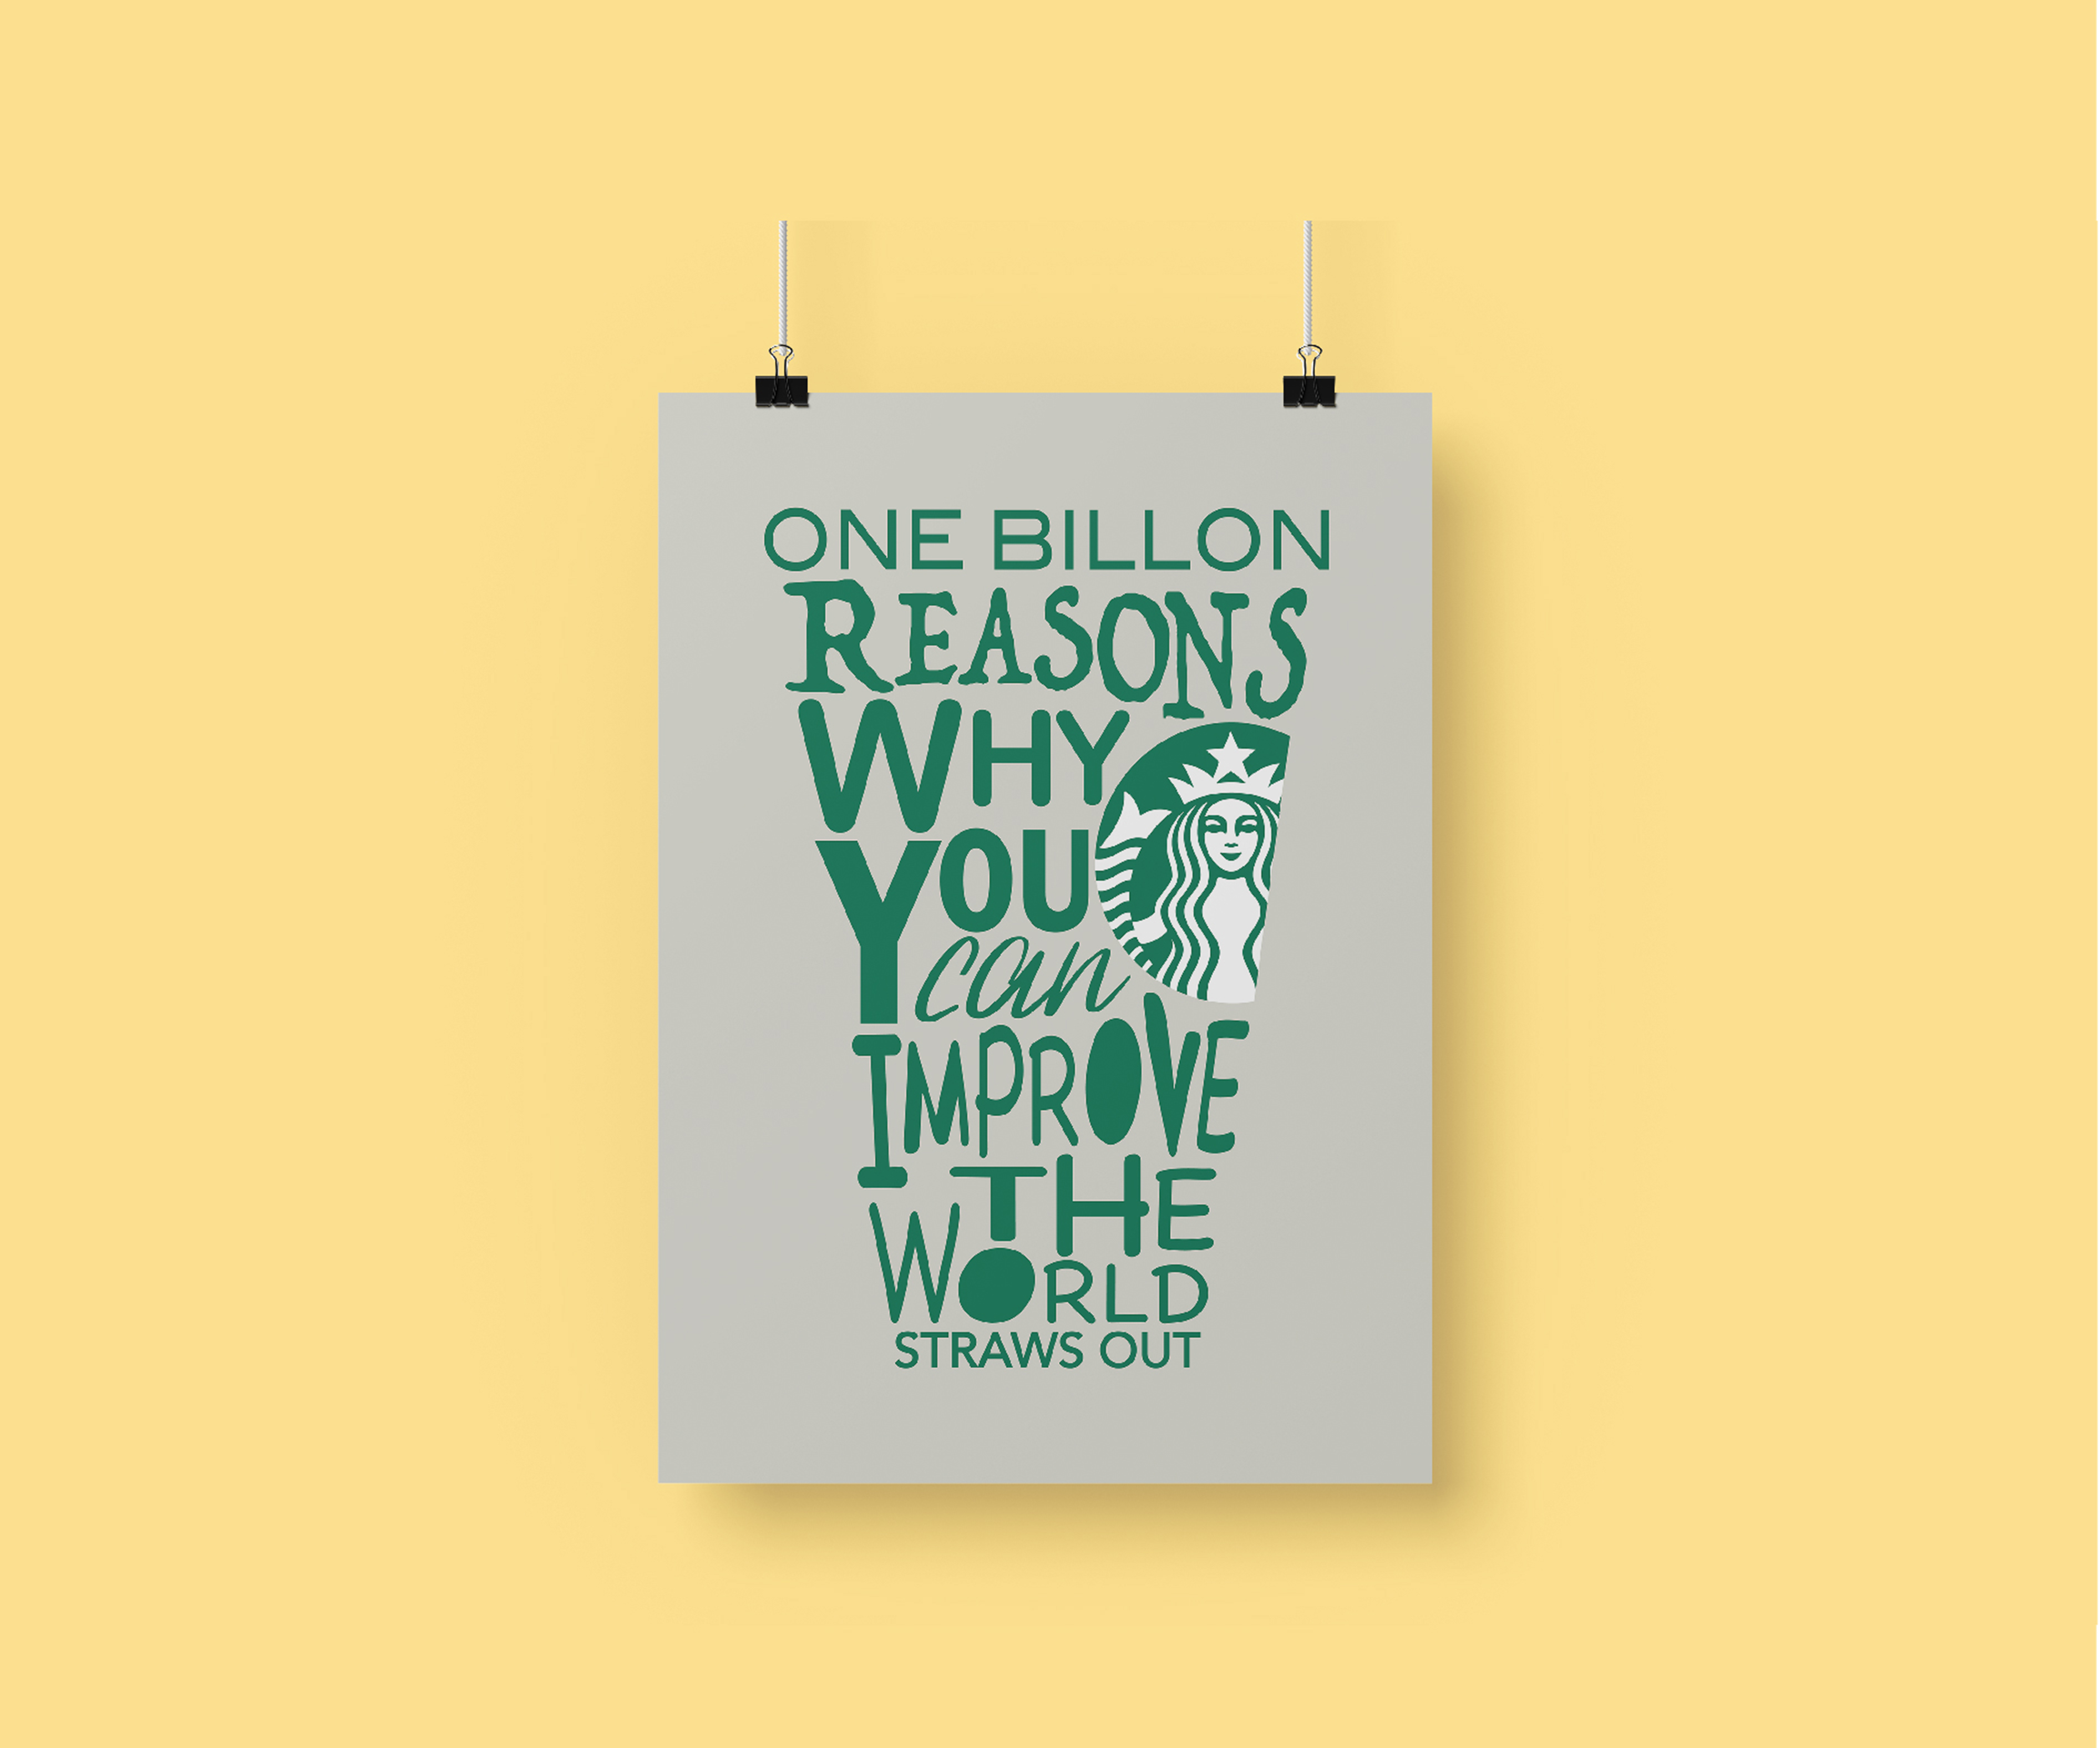 ONE BILLON
REASONS
WHY
YOU
can
IMPROVE
THE
WORLD
STRAWS OUT